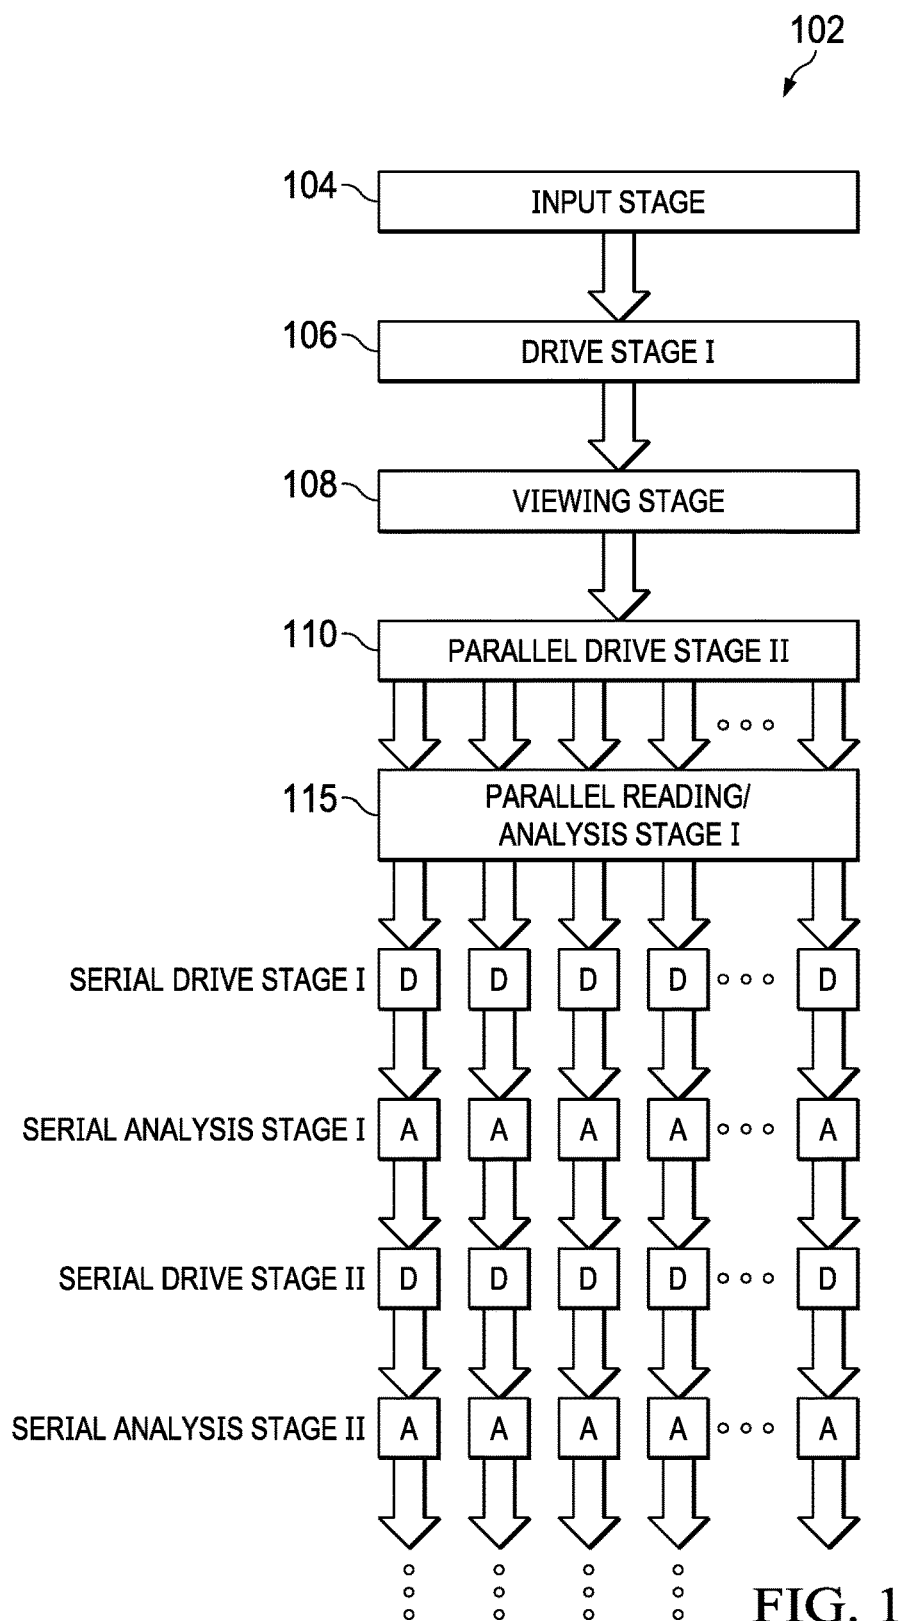 102
104
INPUT STAGE
106
DRIVE STAGE I
108
VIEWING STAGE
110
PARALLEL DRIVE STAGE II
115
PARALLEL READING/
ANALYSIS STAGE I
SERIAL DRIVE STAGE I D D D D D
SERIAL ANALYSIS STAGE I A A A A A
SERIAL DRIVE STAGE II D D D D D
SERIAL ANALYSIS STAGE II A A A A A
FIG. 1